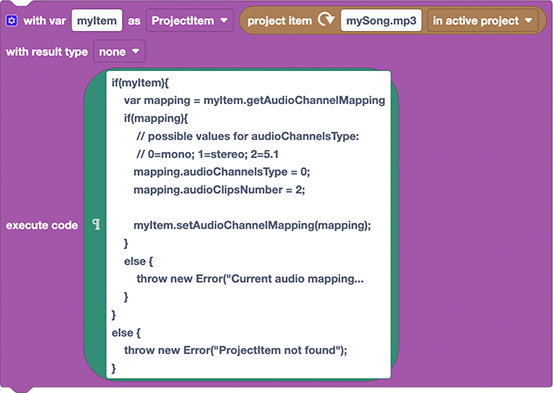 with var myItem as ProjectItem project item mySong.mp3 in active project
with result type none
if(myItem){
var mapping = myItem.getAudioChannelMapping
if(mapping){
// possible values for audioChannelsType:
// 0=mono; 1=stereo; 2=5.1
mapping.audioChannelsType = 0;
mapping.audioClipsNumber = 2;
execute code ¶ myItem.setAudioChannelMapping(mapping);
}
else {
throw new Error("Current audio mapping...
}
}
else {
throw new Error("ProjectItem not found");
}